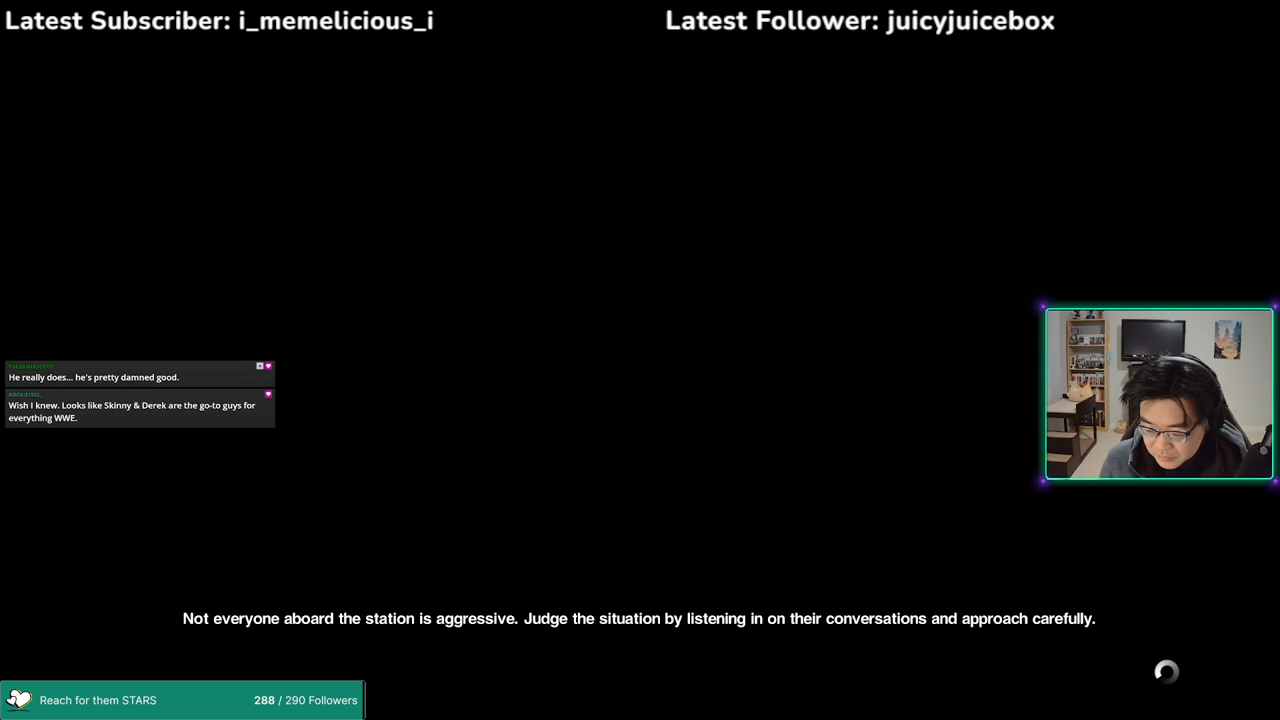 Latest Subscriber: i_memelicious_i
Latest Follower: juicyjuicebox
He really does... he's pretty damned good.
Wish I knew. Looks like Skinny & Derek are the go-to guys for
everything WWE.
Not everyone aboard the station is aggressive. Judge the situation by listening in on their conversations and approach carefully.
Reach for them STARS
288 / 290 Followers